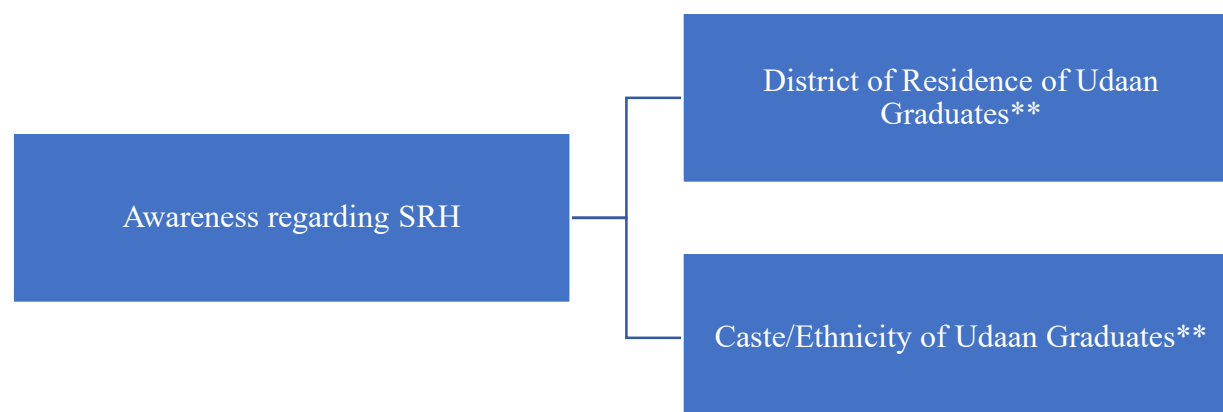 Awareness regarding SRH
District of Residence of Udaan
Graduates**
Caste/Ethnicity of Udaan Graduates**